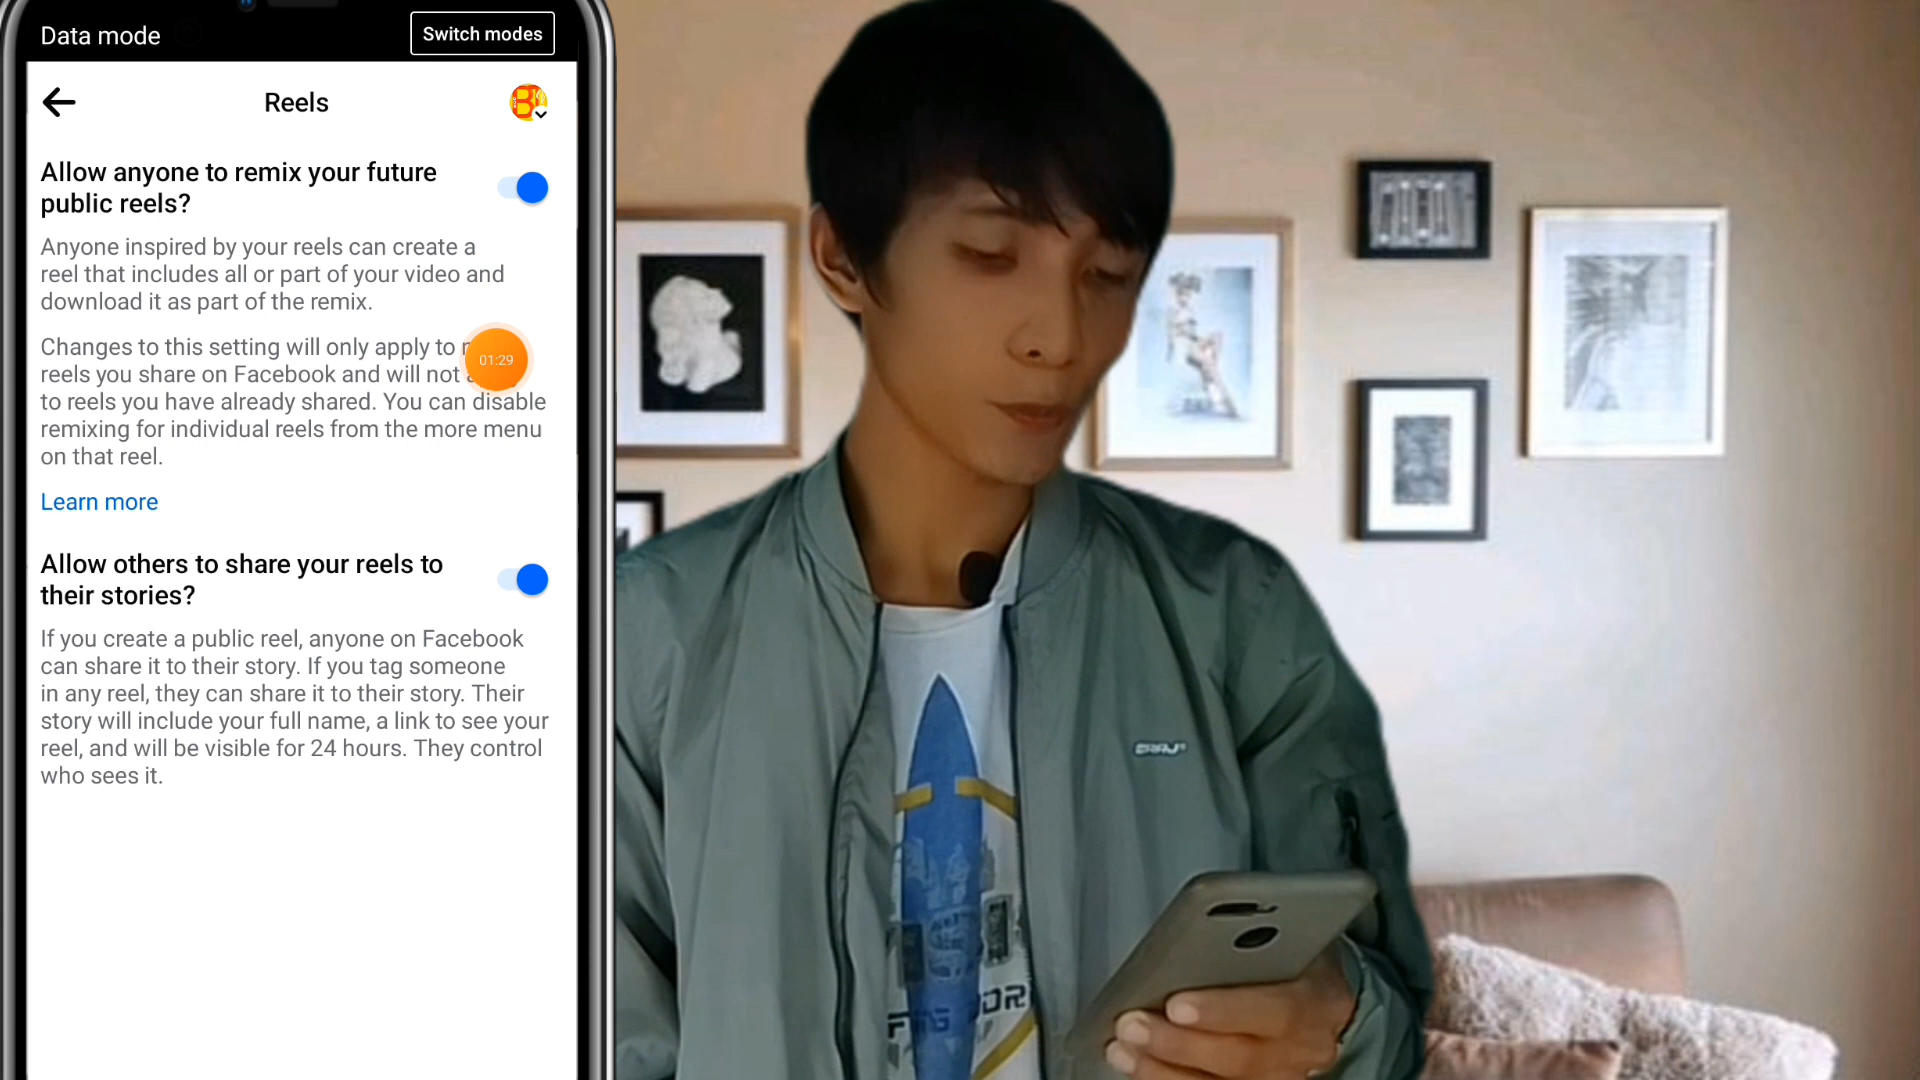 Data mode
Switch modes
Reels
Allow anyone to remix your future
public reels?
Anyone inspired by your reels can create a
reel that includes all or part of your video and
download it as part of the remix.
Changes to this setting will only apply to
01:29
reels you share on Facebook and will not
to reels you have already shared. You can disable
remixing for individual reels from the more menu
on that reel.
Learn more
Allow others to share your reels to
their stories?
If you create a public reel, anyone on Facebook
can share it to their story. If you tag someone
in any reel, they can share it to their story. Their
story will include your full name, a link to see your
reel, and will be visible for 24 hours. They control
who sees it.